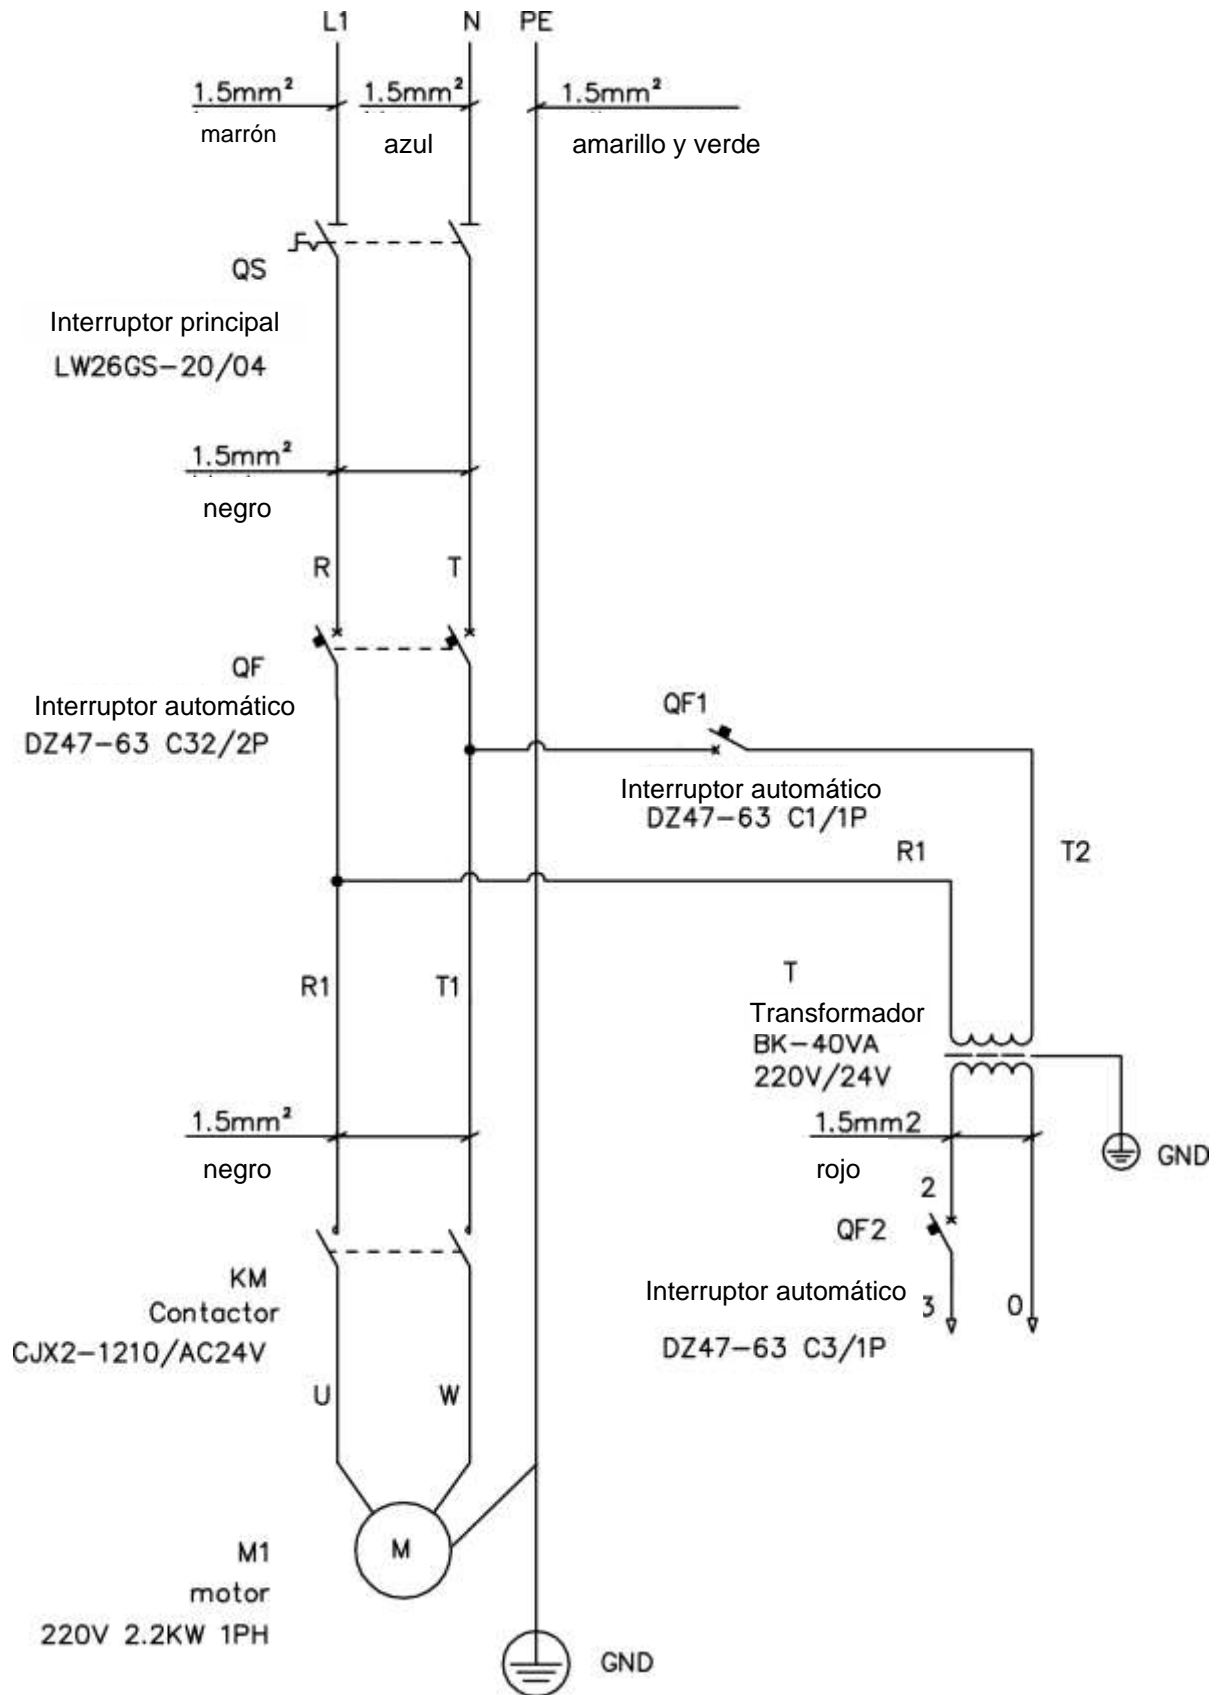 L1 N PE
1.5mm² 1.5mm² 1.5mm²
marrón azul amarillo y verde
QS
Interruptor principal
LW26GS-20/04
1.5mm²
negro
R T
QF
Interruptor automático
DZ47-63 C32/2P
QF1
Interruptor automático
DZ47-63 C1/1P
R1 T2
R1 T1
T
Transformador
BK-40VA
220V/24V
1.5mm²
negro
1.5mm2
rojo
GND
2
QF2
Interruptor automático
3 0
DZ47-63 C3/1P
KM
Contactor
CJX2-1210/AC24V
U W
M
M1
motor
220V 2.2KW 1PH
GND